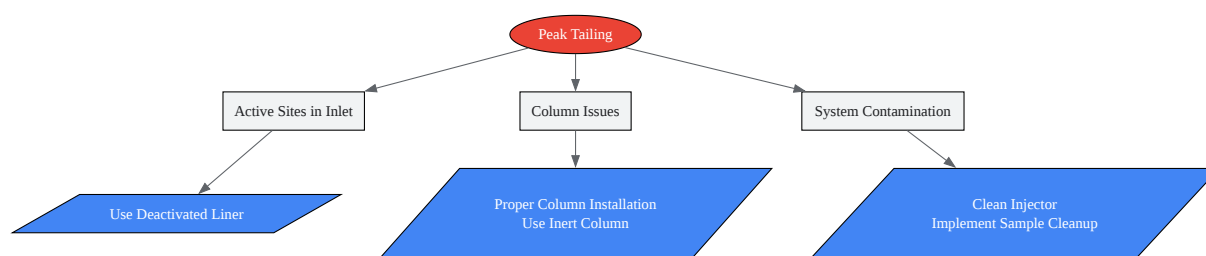 Peak Tailing
Active Sites in Inlet
Column Issues
System Contamination
Use Deactivated Liner
Proper Column Installation
Use Inert Column
Clean Injector
Implement Sample Cleanup